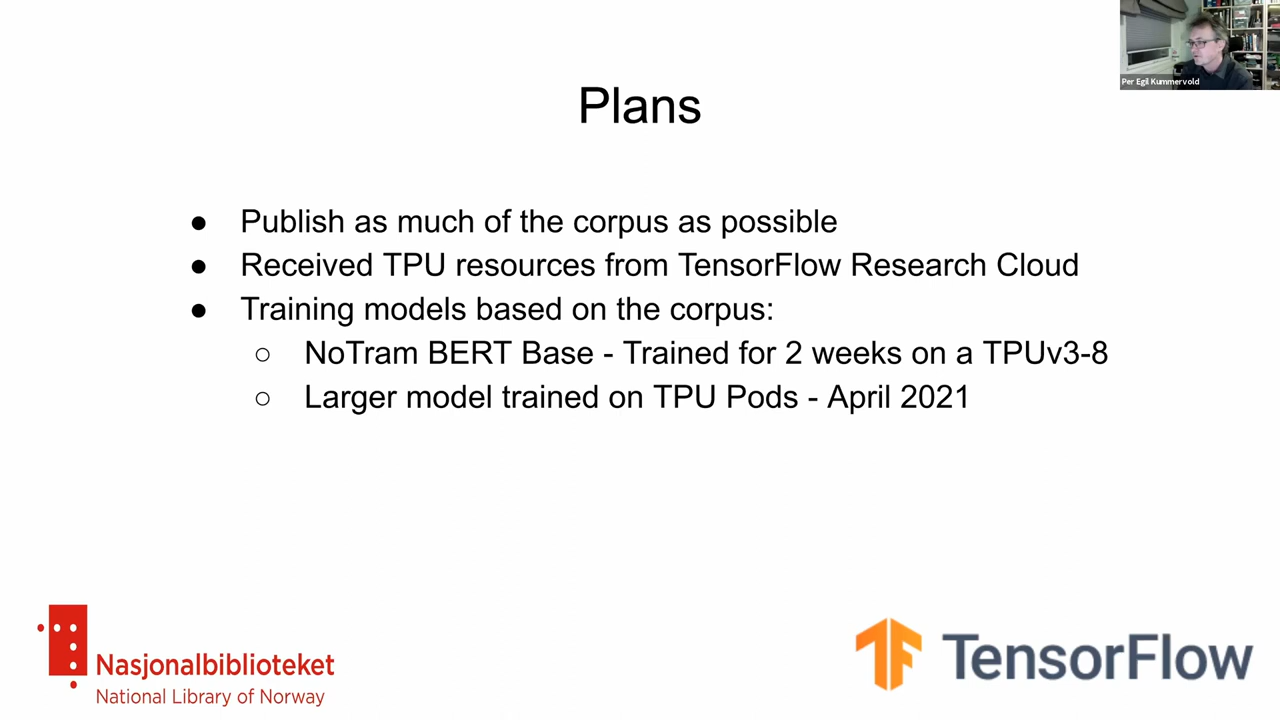 Per Egil Kummervold
Plans
● Publish as much of the corpus as possible
● Received TPU resources from TensorFlow Research Cloud
● Training models based on the corpus:
○ NoTram BERT Base - Trained for 2 weeks on a TPUv3-8
○ Larger model trained on TPU Pods - April 2021
Nasjonalbiblioteket
National Library of Norway
TensorFlow